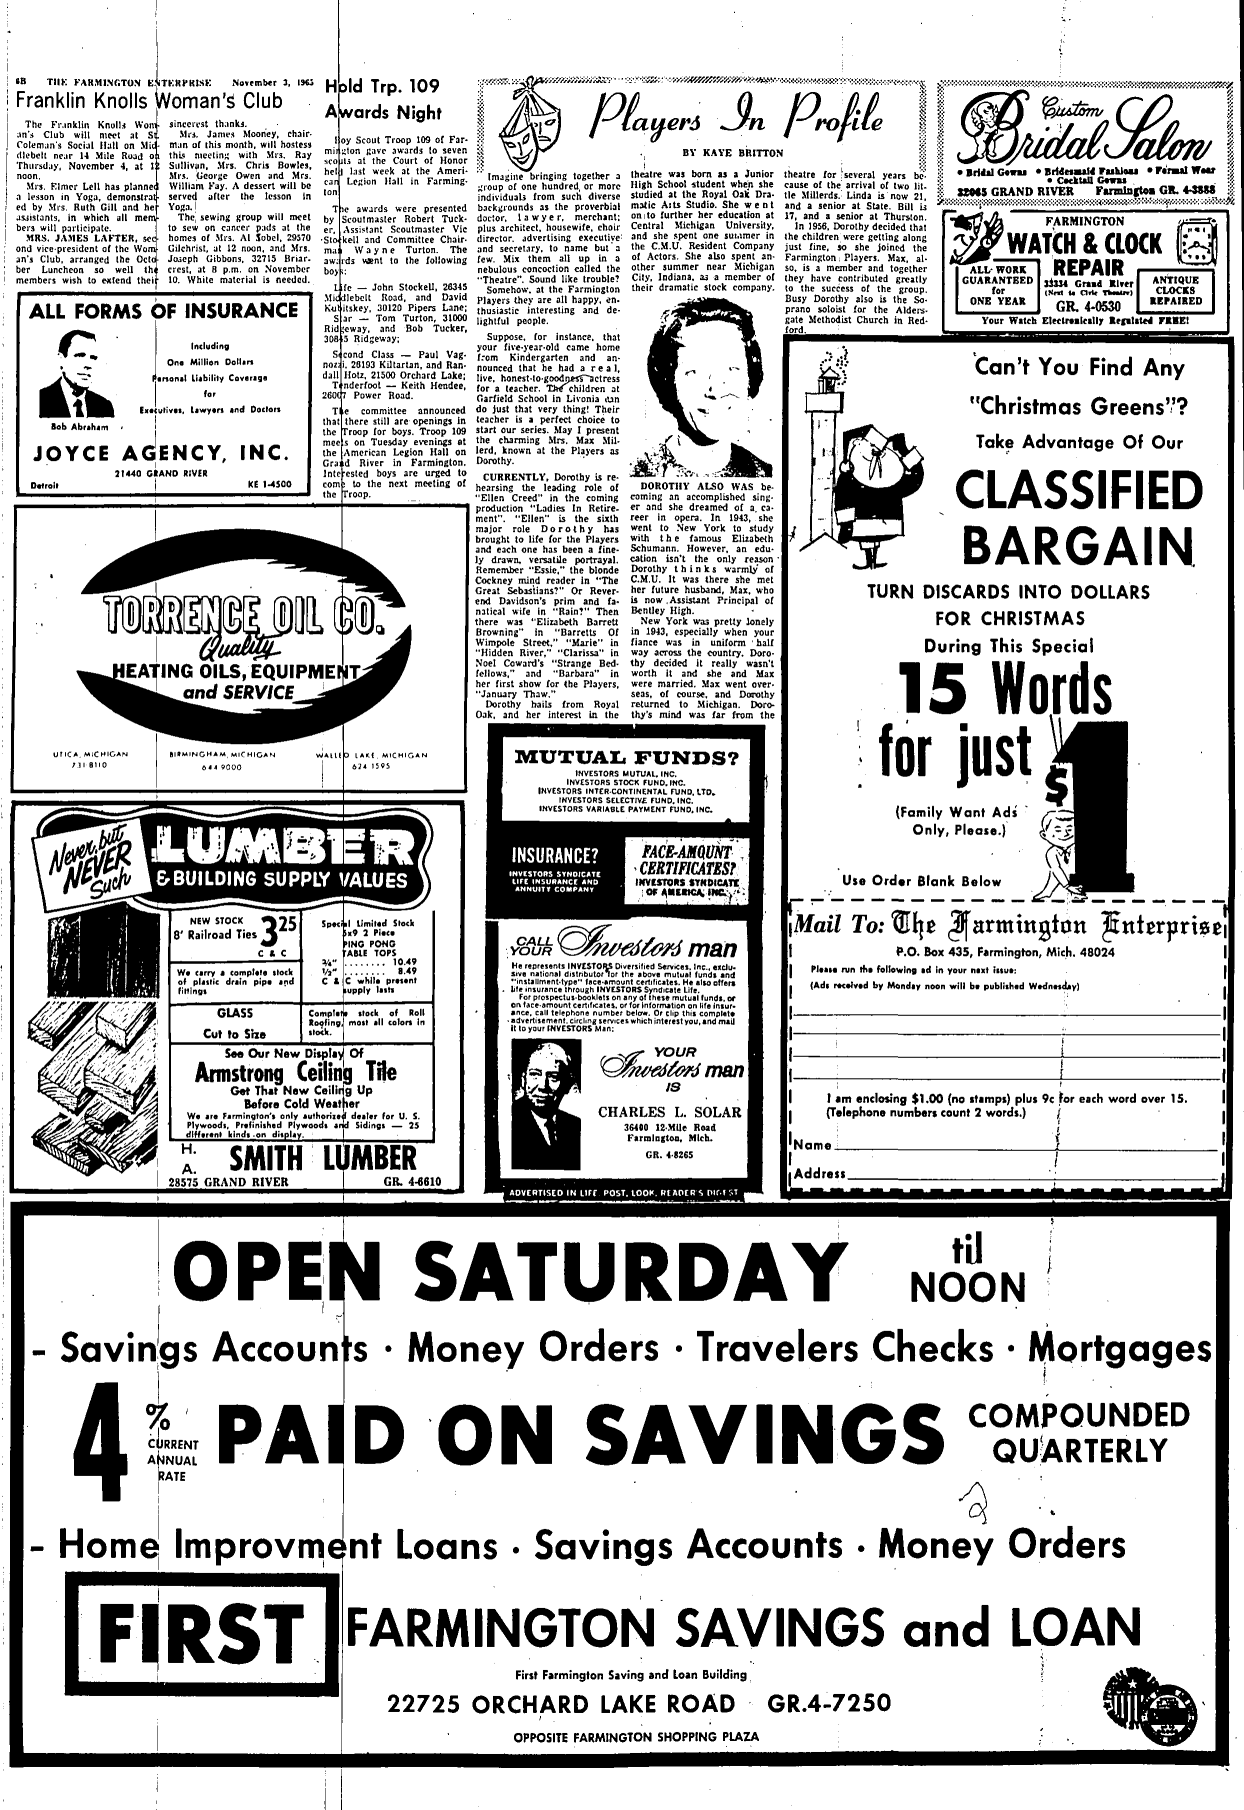 6B THE FARMINGTON ENTERPRISE November 3, 1965
Franklin Knolls Woman's Club
The Franklin Knolls Wom-
an's Club will meet at St.
Coleman's Social Hall on Mid-
dlebelt near 14 Mile Road on
Thursday, November 4, at 12
noon.
Mrs. Elmer Lell has planned
a lesson in Yoga, demonstrat-
ed by Mrs. Ruth Gill and her
assistants, in which all mem-
bers will participate.
MRS. JAMES LAFTER, sec-
ond vice-president of the Wom-
an's Club, arranged the Octo-
ber Luncheon so well the
members wish to extend their
sincerest thanks.
Mrs. James Mooney, chair-
man of this month, will hostess
this meeting with Mrs. Ray
Sullivan, Mrs. Chris Bowles,
Mrs. George Owen and Mrs.
William Fay. A dessert will be
served after the lesson in
Yoga.
The sewing group will meet
to sew on cancer pads at the
homes of Mrs. Al Sobel, 29570
Gilchrist, at 12 noon, and Mrs.
Joseph Gibbons, 32715 Briar-
crest, at 8 p.m. on November
10. White material is needed.
Hold Trp. 109
Awards Night
Boy Scout Troop 109 of Far-
mington gave awards to seven
scouts at the Court of Honor
held last week at the Ameri-
can Legion Hall in Farming-
ton.
The awards were presented
by Scoutmaster Robert Tuck-
er, Assistant Scoutmaster Vic
Stockell and Committee Chair-
man Wayne Turton. The
awards went to the following
boys:
Life — John Stockell, 26345
Middlebelt Road, and David
Kubitskey, 30120 Pipers Lane;
Star — Tom Turton, 31000
Ridgeway, and Bob Tucker,
30845 Ridgeway;
Second Class — Paul Vag-
nozzi, 28193 Kiltartan, and Ran-
dall Hotz, 21500 Orchard Lake;
Tenderfoot — Keith Hendee,
26007 Power Road.
The committee announced
that there still are openings in
the Troop for boys. Troop 109
meets on Tuesday evenings at
the American Legion Hall on
Grand River in Farmington.
Interested boys are urged to
come to the next meeting of
the Troop.
ALL FORMS OF INSURANCE
Including
One Million Dollars
Personal Liability Coverage
for
Executives, Lawyers and Doctors
Bob Abraham
JOYCE AGENCY, INC.
21440 GRAND RIVER
Detroit KE 1-4500
TORRENCE OIL CO.
Quality
HEATING OILS, EQUIPMENT
and SERVICE
UTICA, MICHIGAN
731-8110
BIRMINGHAM, MICHIGAN
644-9000
WALLED LAKE, MICHIGAN
624-1595
Never, but
NEVER
Such
LUMBER
& BUILDING SUPPLY VALUES
NEW STOCK
8' Railroad Ties 3.25
C & C
Special Limited Stock
5x9 2 Piece
PING PONG
TABLE TOPS
¾" ........ 10.49
½" ........ 8.49
C & C while present
supply lasts
We carry a complete stock
of plastic drain pipe and
fittings
GLASS
Cut to Size
Complete stock of Roll
Roofing, most all colors in
stock.
See Our New Display Of
Armstrong Ceiling Tile
Get That New Ceiling Up
Before Cold Weather
We are Farmington's only authorized dealer for U. S.
Plywoods, Prefinished Plywoods and Sidings — 25
different kinds on display.
H. A. SMITH LUMBER
28575 GRAND RIVER GR. 4-6610
Players In Profile
BY KAYE BRITTON
Imagine bringing together a
group of one hundred or more
individuals from such diverse
backgrounds as the proverbial
doctor, lawyer, merchant;
plus architect, housewife, choir
director, advertising executive
and secretary, to name but a
few. Mix them all up in a
nebulous concoction called the
"Theatre". Sound like trouble?
Somehow, at the Farmington
Players they are all happy, en-
thusiastic interesting and de-
lightful people.
Suppose, for instance, that
your five-year-old came home
from Kindergarten and an-
nounced that he had a real,
live, honest-to-goodness actress
for a teacher. The children at
Garfield School in Livonia can
do just that very thing! Their
teacher is a perfect choice to
start our series. May I present
the charming Mrs. Max Mil-
lerd, known at the Players as
Dorothy.
CURRENTLY, Dorothy is re-
hearsing the leading role of
"Ellen Creed" in the coming
production "Ladies In Retire-
ment". "Ellen" is the sixth
major role Dorothy has
brought to life for the Players
and each one has been a fine-
ly drawn, versatile portrayal.
Remember "Essie," the blonde
Cockney mind reader in "The
Great Sebastians?" Or Rever-
end Davidson's prim and fa-
natical wife in "Rain?" Then
there was "Elizabeth Barrett
Browning" in "Barretts Of
Wimpole Street," "Marie" in
"Hidden River," "Clarissa" in
Noel Coward's "Strange Bed-
fellows," and "Barbara" in
her first show for the Players,
"January Thaw."
Dorothy hails from Royal
Oak, and her interest in the
theatre was born as a Junior
High School student when she
studied at the Royal Oak Dra-
matic Arts Studio. She went
on to further her education at
Central Michigan University,
and she spent one summer in
the C.M.U. Resident Company
of Actors. She also spent an-
other summer near Michigan
City, Indiana, as a member of
their dramatic stock company.
DOROTHY ALSO WAS be-
coming an accomplished sing-
er and she dreamed of a ca-
reer in opera. In 1943, she
went to New York to study
with the famous Elizabeth
Schumann. However, an edu-
cation isn't the only reason
Dorothy thinks warmly of
C.M.U. It was there she met
her future husband, Max, who
is now Assistant Principal of
Bentley High.
New York was pretty lonely
in 1943, especially when your
fiance was in uniform half
way across the country. Doro-
thy decided it really wasn't
worth it and she and Max
were married. Max went over-
seas, of course, and Dorothy
returned to Michigan. Doro-
thy's mind was far from the
theatre for several years be-
cause of the arrival of two lit-
tle Millerds. Linda is now 21,
and a senior at State. Bill is
17, and a senior at Thurston.
In 1956, Dorothy decided that
the children were getting along
just fine, so she joined the
Farmington Players. Max, al-
so, is a member and together
they have contributed greatly
to the success of the group.
Busy Dorothy also is the So-
prano soloist for the Alders-
gate Methodist Church in Red-
ford.
MUTUAL FUNDS?
INVESTORS MUTUAL, INC.
INVESTORS STOCK FUND, INC.
INVESTORS INTER-CONTINENTAL FUND, LTD.
INVESTORS SELECTIVE FUND, INC.
INVESTORS VARIABLE PAYMENT FUND, INC.
INSURANCE?
INVESTORS SYNDICATE
LIFE INSURANCE AND
ANNUITY COMPANY
FACE-AMOUNT
CERTIFICATES?
INVESTORS SYNDICATE
OF AMERICA, INC.
CALL YOUR Investors man
He represents INVESTORS Diversified Services, Inc., exclu-
sive national distributor for the above mutual funds and
"installment-type" face-amount certificates. He also offers
life insurance through INVESTORS Syndicate Life.
For prospectus-booklets on any of these mutual funds, or
on face-amount certificates, or for information on life insur-
ance, call telephone number below. Or clip this complete
advertisement, circling services which interest you, and mail
it to your INVESTORS Man:
YOUR
Investors man
IS
CHARLES L. SOLAR
36400 12-Mile Road
Farmington, Mich.
GR. 4-8265
ADVERTISED IN LIFE, POST, LOOK, READER'S DIGEST
Custom
Bridal Salon
• Bridal Gowns • Bridesmaid Fashions • Formal Wear
• Cocktail Gowns
32065 GRAND RIVER Farmington GR. 4-3888
FARMINGTON
WATCH & CLOCK
REPAIR
ALL WORK
GUARANTEED
for
ONE YEAR
33334 Grand River
(Next to Civic Theatre)
GR. 4-0530
ANTIQUE
CLOCKS
REPAIRED
Your Watch Electronically Regulated FREE!
Can't You Find Any
"Christmas Greens"?
Take Advantage Of Our
CLASSIFIED
BARGAIN
TURN DISCARDS INTO DOLLARS
FOR CHRISTMAS
During This Special
15 Words
for just $1
(Family Want Ads
Only, Please.)
Use Order Blank Below
Mail To: The Farmington Enterprise
P.O. Box 435, Farmington, Mich. 48024
Please run the following ad in your next issue:
(Ads received by Monday noon will be published Wednesday)
I am enclosing $1.00 (no stamps) plus 9c for each word over 15.
(Telephone numbers count 2 words.)
Name
Address
OPEN SATURDAY til
NOON
- Savings Accounts · Money Orders · Travelers Checks · Mortgages
4% CURRENT ANNUAL RATE PAID ON SAVINGS COMPOUNDED
QUARTERLY
- Home Improvment Loans · Savings Accounts · Money Orders
FIRST FARMINGTON SAVINGS and LOAN
First Farmington Saving and Loan Building
22725 ORCHARD LAKE ROAD GR.4-7250
OPPOSITE FARMINGTON SHOPPING PLAZA